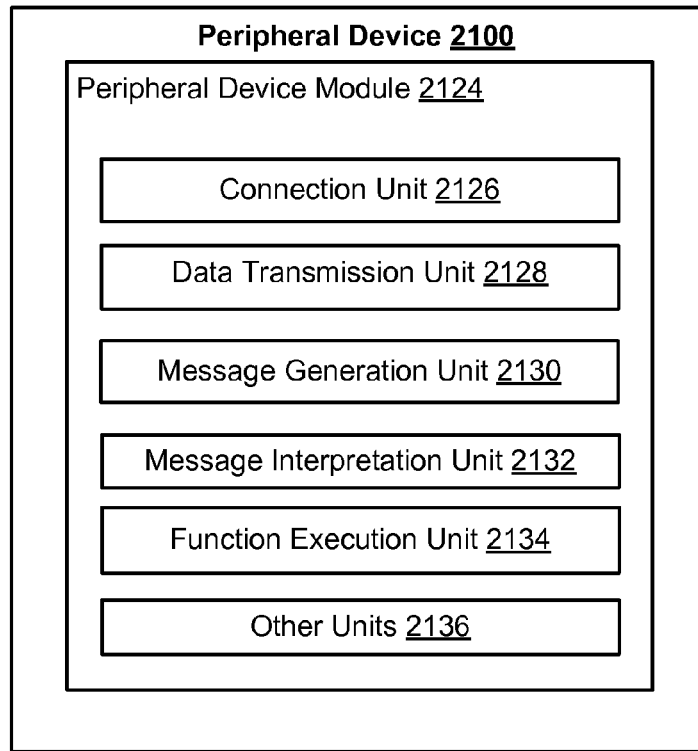 Peripheral Device 2100
Peripheral Device Module 2124
Connection Unit 2126
Data Transmission Unit 2128
Message Generation Unit 2130
Message Interpretation Unit 2132
Function Execution Unit 2134
Other Units 2136